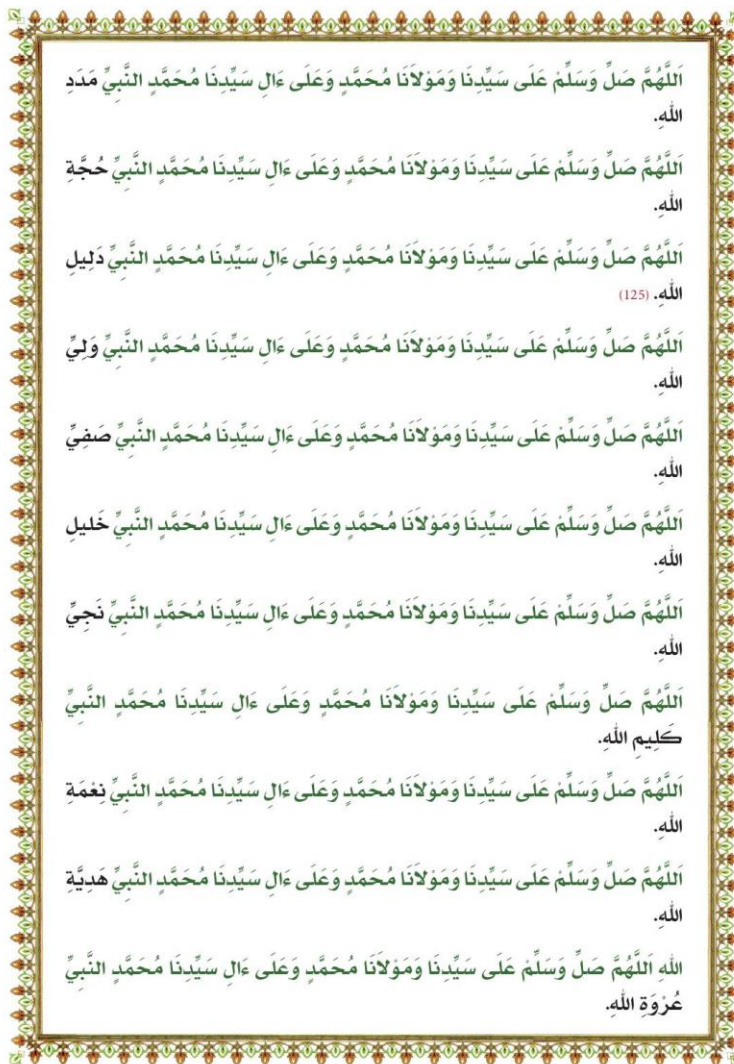 اَللَّهُمَّ صَلِّ وَسَلِّمْ عَلَى سَيِّدِنَا وَمَوْلَانَا مُحَمَّدٍ وَعَلَى ءَالِ سَيِّدِنَا مُحَمَّدٍ النَّبِيِّ مَدَدِ
اللهِ.
اَللَّهُمَّ صَلِّ وَسَلِّمْ عَلَى سَيِّدِنَا وَمَوْلَانَا مُحَمَّدٍ وَعَلَى ءَالِ سَيِّدِنَا مُحَمَّدٍ النَّبِيِّ حُجَّةِ
اللهِ.
اَللَّهُمَّ صَلِّ وَسَلِّمْ عَلَى سَيِّدِنَا وَمَوْلَانَا مُحَمَّدٍ وَعَلَى ءَالِ سَيِّدِنَا مُحَمَّدٍ النَّبِيِّ دَلِيلِ
اللهِ. (125)
اَللَّهُمَّ صَلِّ وَسَلِّمْ عَلَى سَيِّدِنَا وَمَوْلَانَا مُحَمَّدٍ وَعَلَى ءَالِ سَيِّدِنَا مُحَمَّدٍ النَّبِيِّ وَلِيِّ
اللهِ.
اَللَّهُمَّ صَلِّ وَسَلِّمْ عَلَى سَيِّدِنَا وَمَوْلَانَا مُحَمَّدٍ وَعَلَى ءَالِ سَيِّدِنَا مُحَمَّدٍ النَّبِيِّ صَفِيِّ
اللهِ.
اَللَّهُمَّ صَلِّ وَسَلِّمْ عَلَى سَيِّدِنَا وَمَوْلَانَا مُحَمَّدٍ وَعَلَى ءَالِ سَيِّدِنَا مُحَمَّدٍ النَّبِيِّ خَلِيلِ
اللهِ.
اَللَّهُمَّ صَلِّ وَسَلِّمْ عَلَى سَيِّدِنَا وَمَوْلَانَا مُحَمَّدٍ وَعَلَى ءَالِ سَيِّدِنَا مُحَمَّدٍ النَّبِيِّ نَجِيِّ
اللهِ.
اَللَّهُمَّ صَلِّ وَسَلِّمْ عَلَى سَيِّدِنَا وَمَوْلَانَا مُحَمَّدٍ وَعَلَى ءَالِ سَيِّدِنَا مُحَمَّدٍ النَّبِيِّ
كَلِيمِ اللهِ.
اَللَّهُمَّ صَلِّ وَسَلِّمْ عَلَى سَيِّدِنَا وَمَوْلَانَا مُحَمَّدٍ وَعَلَى ءَالِ سَيِّدِنَا مُحَمَّدٍ النَّبِيِّ نِعْمَةِ
اللهِ.
اَللَّهُمَّ صَلِّ وَسَلِّمْ عَلَى سَيِّدِنَا وَمَوْلَانَا مُحَمَّدٍ وَعَلَى ءَالِ سَيِّدِنَا مُحَمَّدٍ النَّبِيِّ هَدِيَّةِ
اللهِ.
اللهِ اَللَّهُمَّ صَلِّ وَسَلِّمْ عَلَى سَيِّدِنَا وَمَوْلَانَا مُحَمَّدٍ وَعَلَى ءَالِ سَيِّدِنَا مُحَمَّدٍ النَّبِيِّ
عُرْوَةِ اللهِ.